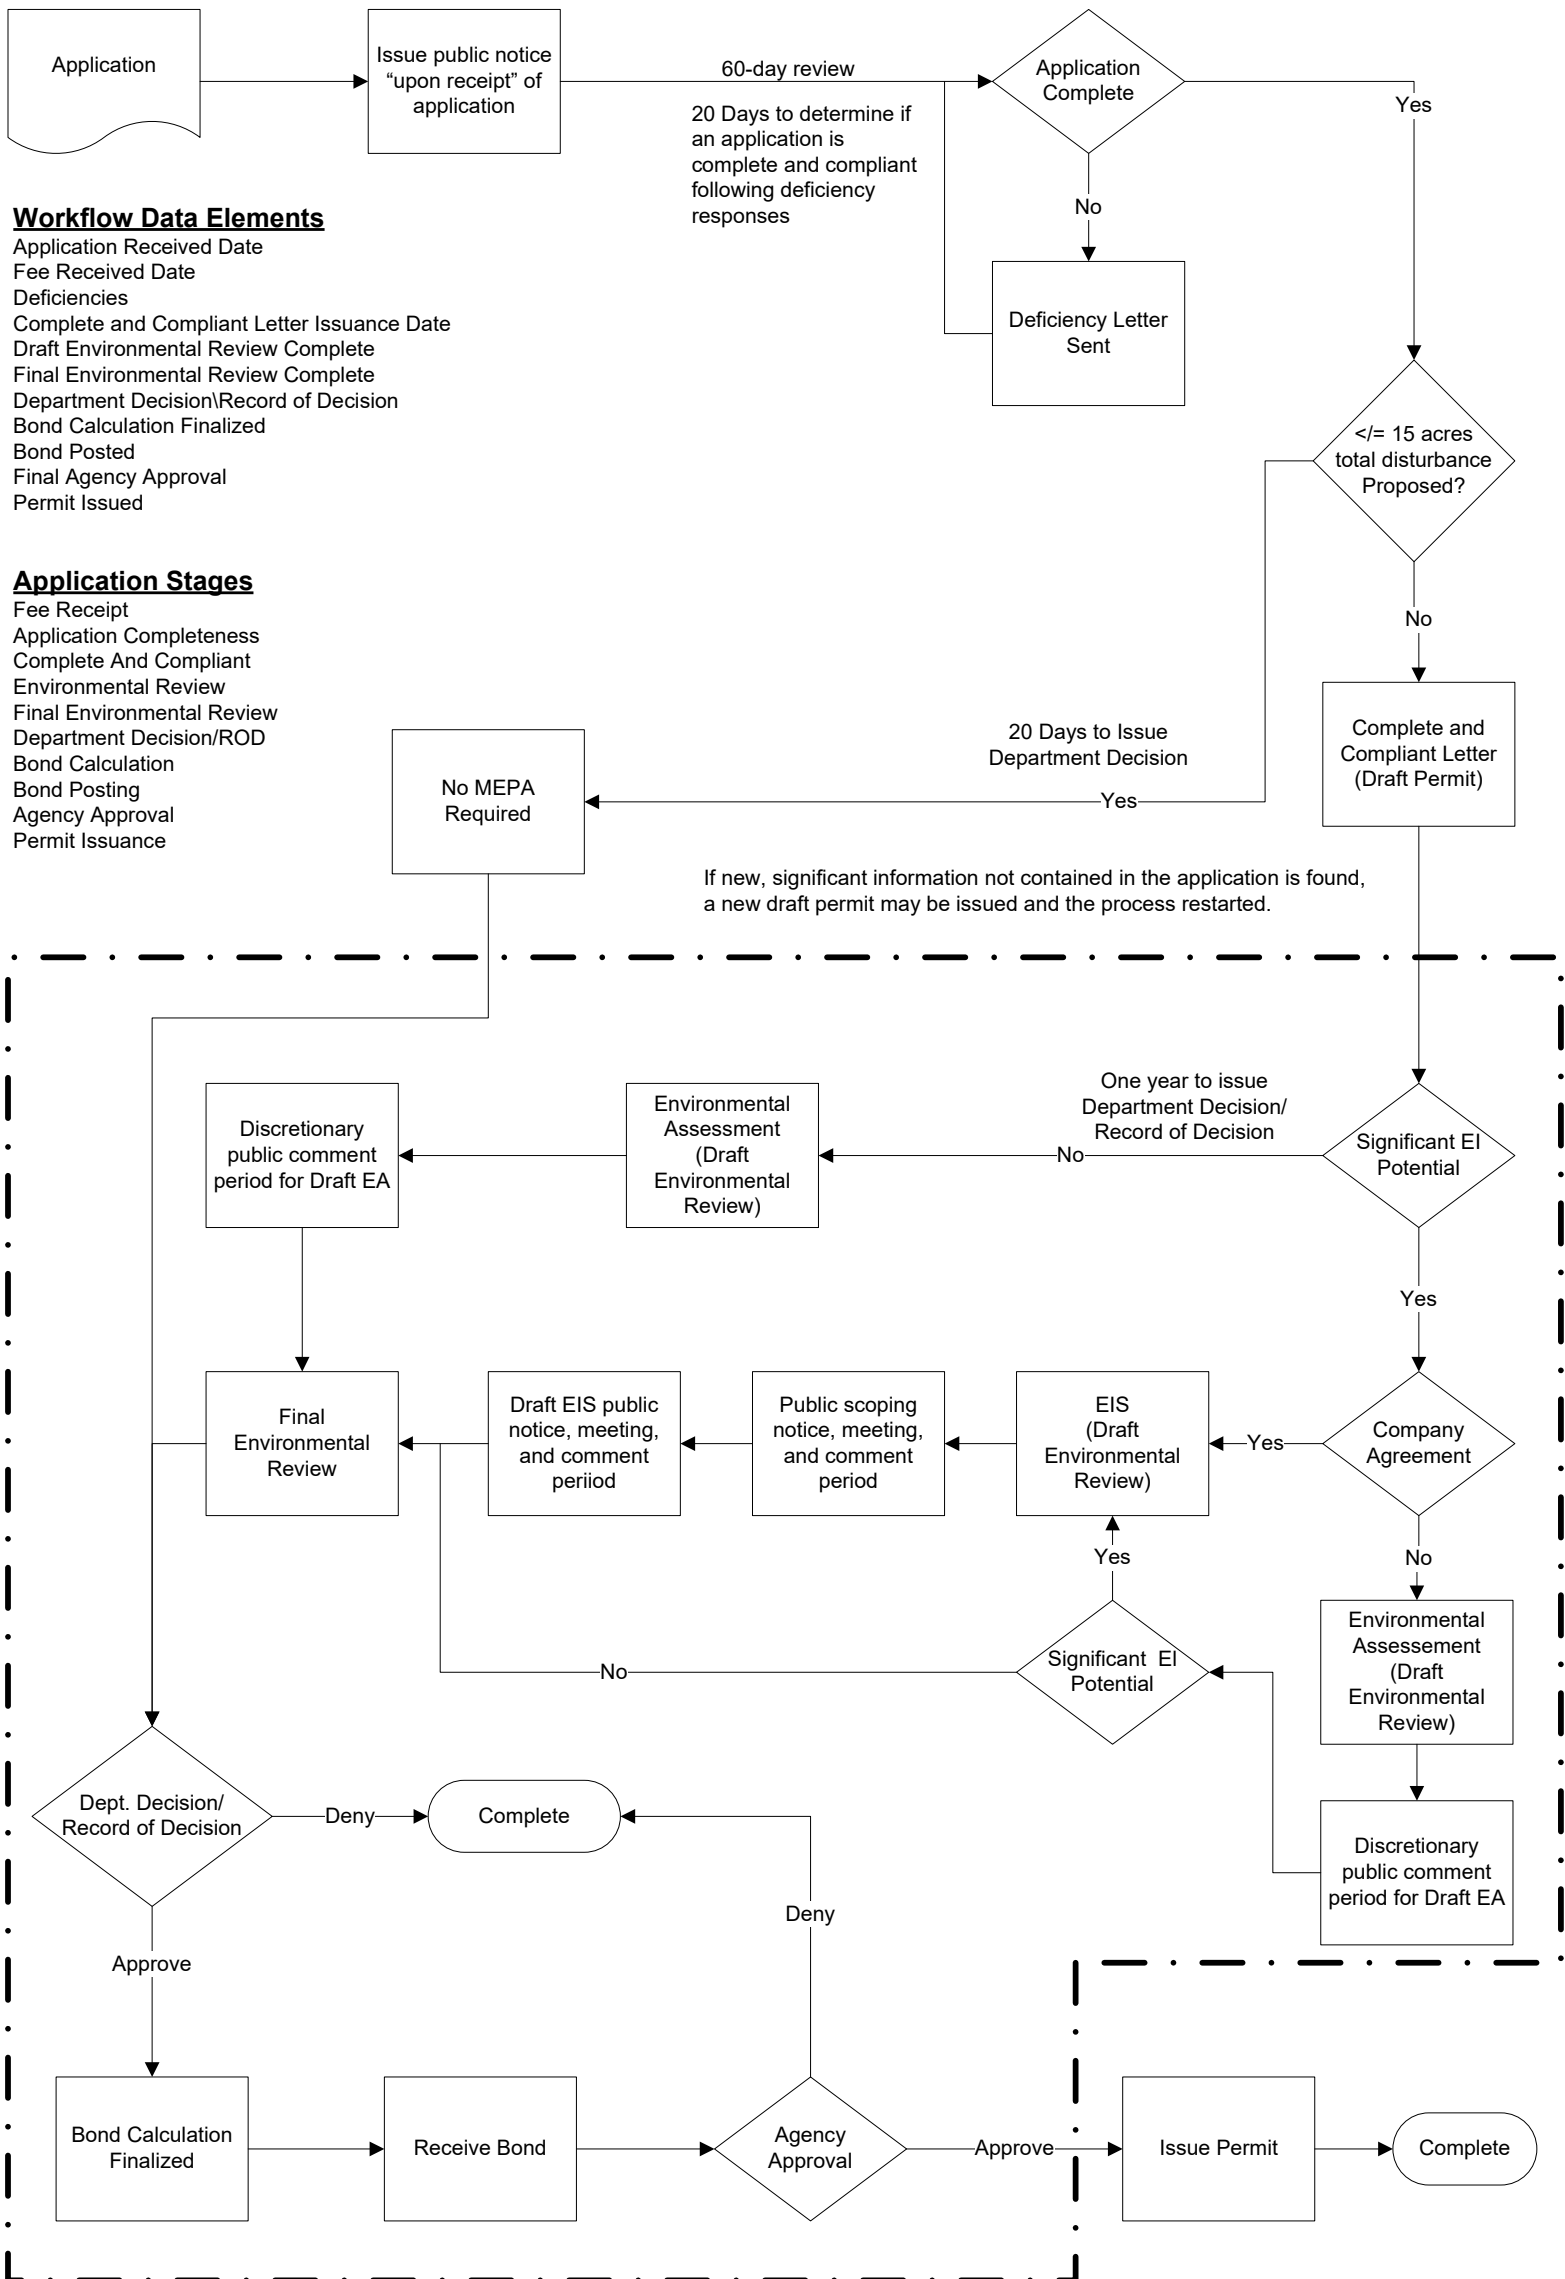 Application
Issue public notice
“upon receipt” of
application
60-day review
20 Days to determine if
an application is
complete and compliant
following deficiency
responses
Application
Complete
Yes
No
Deficiency Letter
Sent
Workflow Data Elements
Application Received Date
Fee Received Date
Deficiencies
Complete and Compliant Letter Issuance Date
Draft Environmental Review Complete
Final Environmental Review Complete
Department Decision\Record of Decision
Bond Calculation Finalized
Bond Posted
Final Agency Approval
Permit Issued
</= 15 acres
total disturbance
Proposed?
No
Application Stages
Fee Receipt
Application Completeness
Complete And Compliant
Environmental Review
Final Environmental Review
Department Decision/ROD
Bond Calculation
Bond Posting
Agency Approval
Permit Issuance
No MEPA
Required
20 Days to Issue
Department Decision
Yes
Complete and
Compliant Letter
(Draft Permit)
If new, significant information not contained in the application is found,
a new draft permit may be issued and the process restarted.
Discretionary
public comment
period for Draft EA
Environmental
Assessment
(Draft
Environmental
Review)
One year to issue
Department Decision/
Record of Decision
No
Significant EI
Potential
Yes
Final
Environmental
Review
Draft EIS public
notice, meeting,
and comment
periiod
Public scoping
notice, meeting,
and comment
period
EIS
(Draft
Environmental
Review)
Yes
Company
Agreement
Yes
No
No
Significant EI
Potential
Environmental
Assessement
(Draft
Environmental
Review)
Dept. Decision/
Record of Decision
Deny
Complete
Discretionary
public comment
period for Draft EA
Deny
Approve
Bond Calculation
Finalized
Receive Bond
Agency
Approval
Approve
Issue Permit
Complete